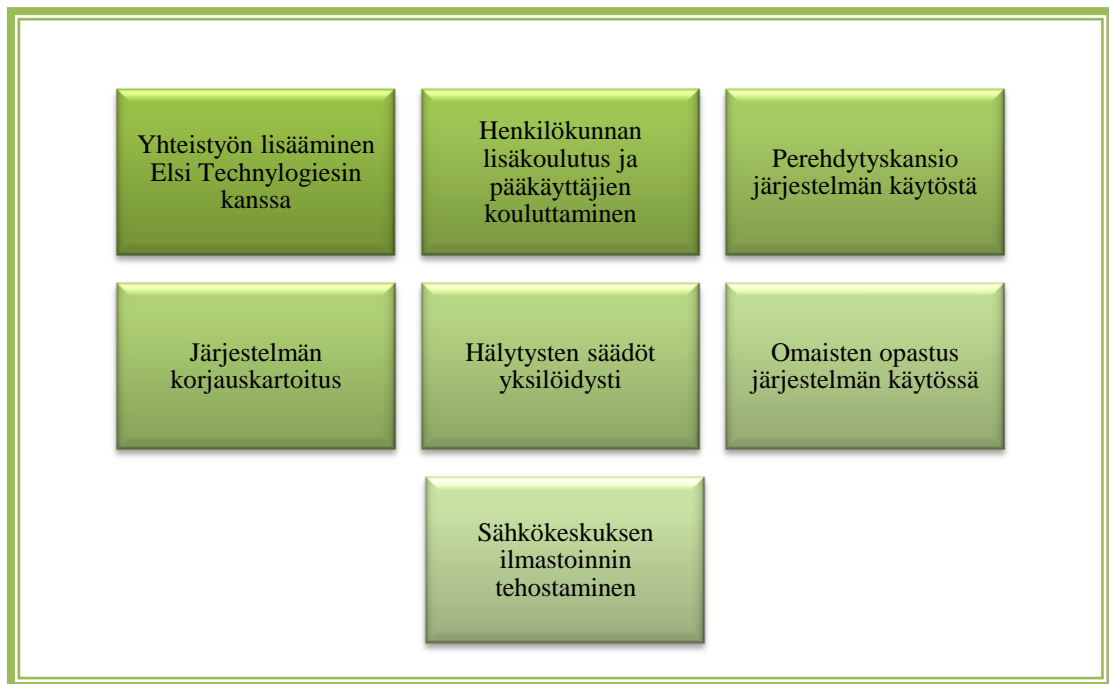 Yhteistyön lisääminen
Elsi Technylogiesin
kanssa
Henkilökunnan
lisäkoulutus ja
pääkäyttäjien
kouluttaminen
Perehdytyskansio
järjestelmän käytöstä
Järjestelmän
korjauskartoitus
Hälytysten säädöt
yksilöidysti
Omaisten opastus
järjestelmän käytössä
Sähkökeskuksen
ilmastoinnin
tehostaminen